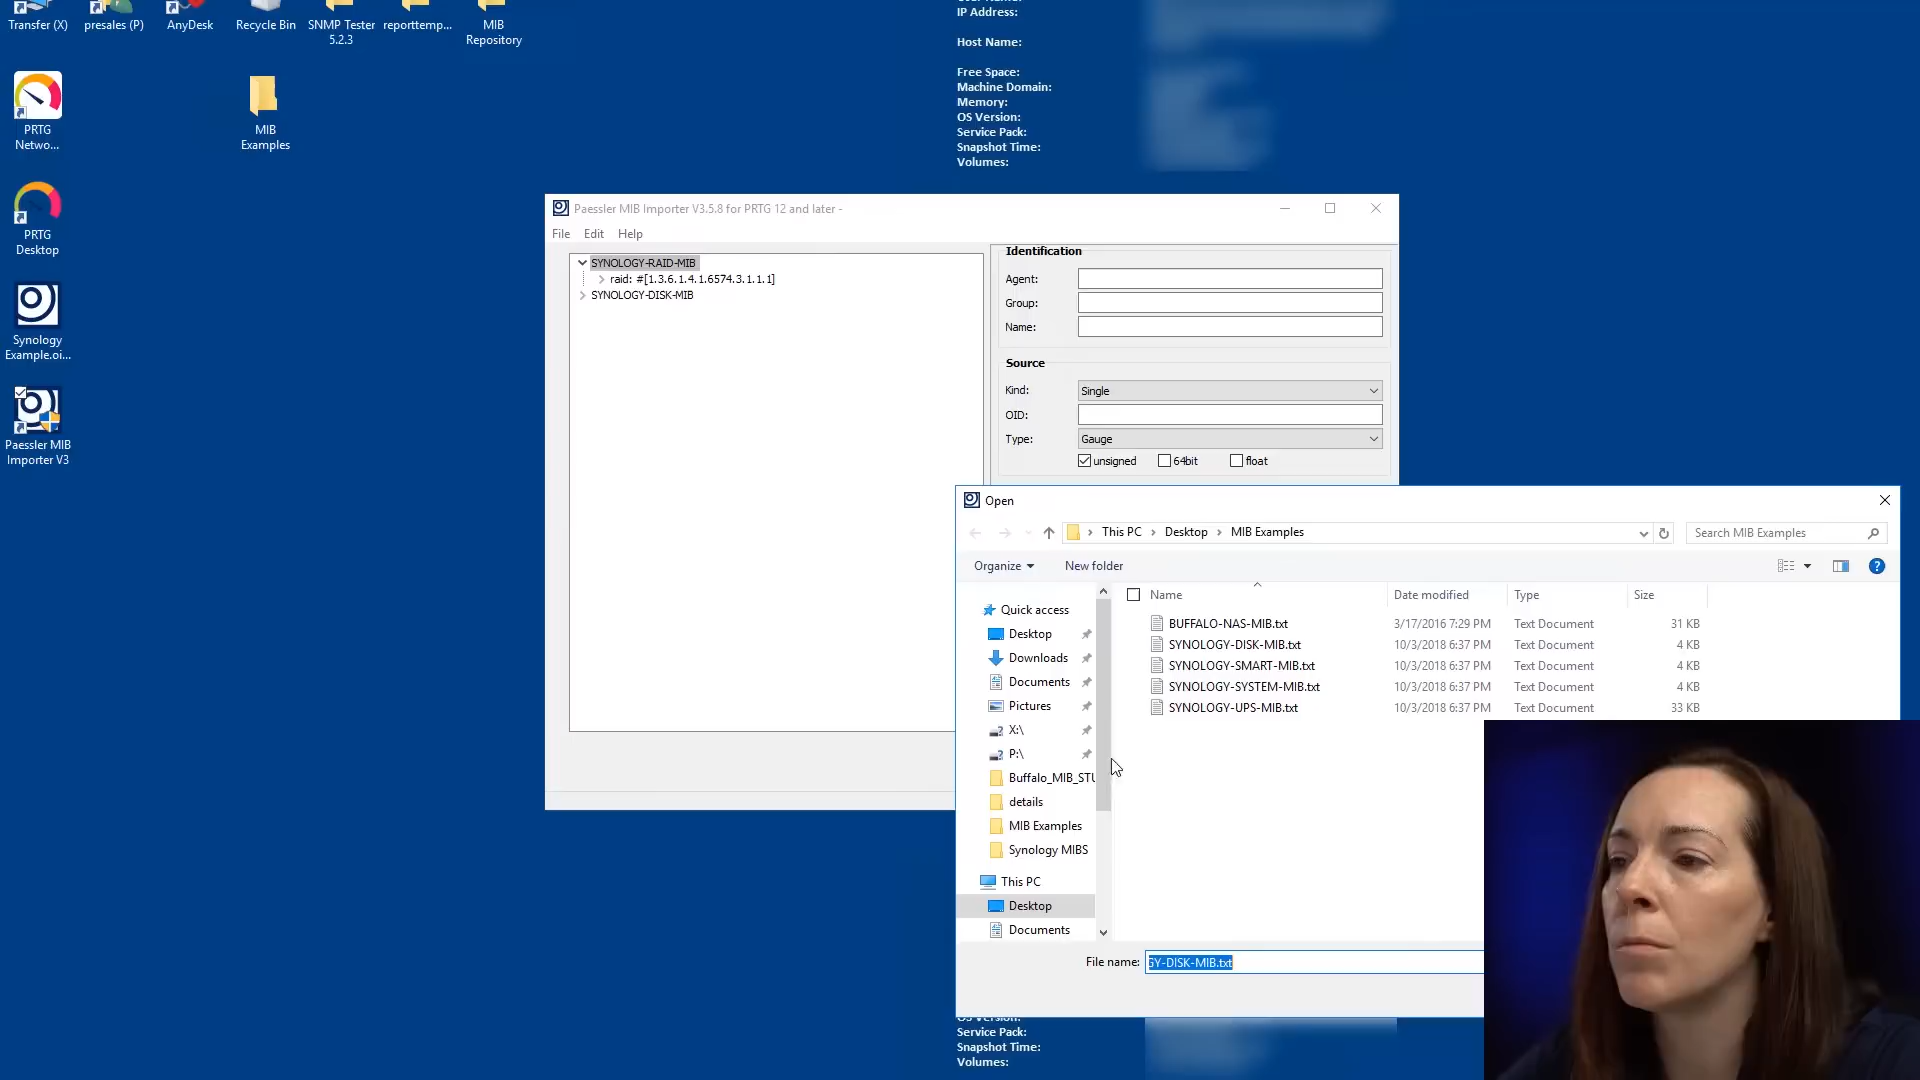 Transfer (X)
presales (P)
AnyDesk
Recycle Bin
SNMP Tester
5.2.3
reporttemp...
MIB
Repository
IP Address:
Host Name:
Free Space:
Machine Domain:
Memory:
OS Version:
Service Pack:
Snapshot Time:
Volumes:
PRTG
Netwo...
MIB
Examples
PRTG
Desktop
Synology
Example.oi...
Paessler MIB
Importer V3
Paessler MIB Importer V3.5.8 for PRTG 12 and later -
File Edit Help
SYNOLOGY-RAID-MIB
raid: #[1.3.6.1.4.1.6574.3.1.1.1]
SYNOLOGY-DISK-MIB
Identification
Agent:
Group:
Name:
Source
Kind: Single
OID:
Type: Gauge
unsigned 64bit float
Open
This PC > Desktop > MIB Examples
Search MIB Examples
Organize
New folder
Quick access
Desktop
Downloads
Documents
Pictures
X:\
P:\
Buffalo_MIB_STU
details
MIB Examples
Synology MIBS
This PC
Desktop
Documents
Name Date modified Type Size
BUFFALO-NAS-MIB.txt 3/17/2016 7:29 PM Text Document 31 KB
SYNOLOGY-DISK-MIB.txt 10/3/2018 6:37 PM Text Document 4 KB
SYNOLOGY-SMART-MIB.txt 10/3/2018 6:37 PM Text Document 4 KB
SYNOLOGY-SYSTEM-MIB.txt 10/3/2018 6:37 PM Text Document 4 KB
SYNOLOGY-UPS-MIB.txt 10/3/2018 6:37 PM Text Document 33 KB
File name: GY-DISK-MIB.txt
OS Version:
Service Pack:
Snapshot Time:
Volumes: